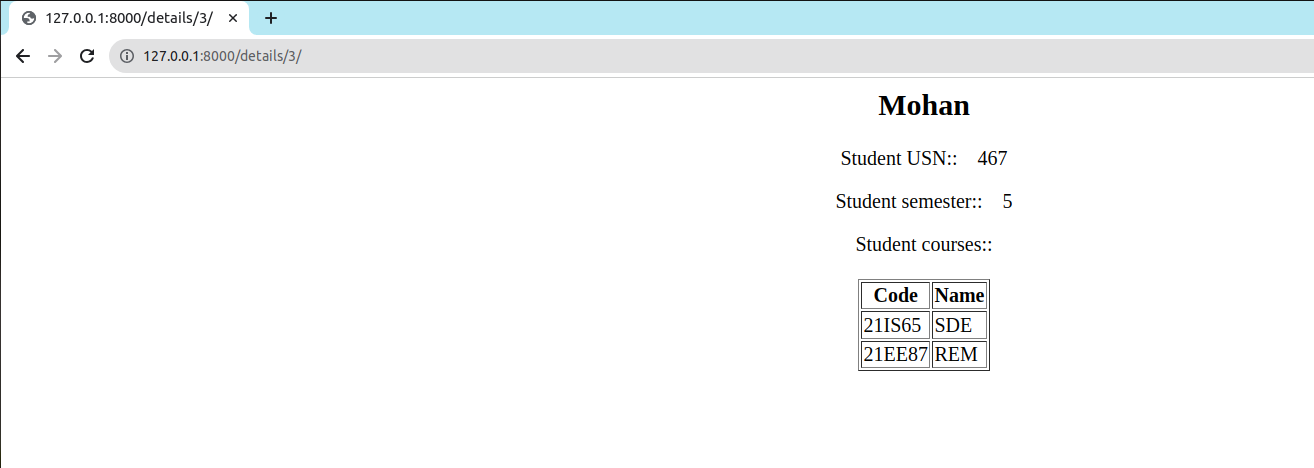 127.0.0.1:8000/details/3/
127.0.0.1:8000/details/3/
Mohan
Student USN:: 467
Student semester:: 5
Student courses::
Code Name
21IS65 SDE
21EE87 REM